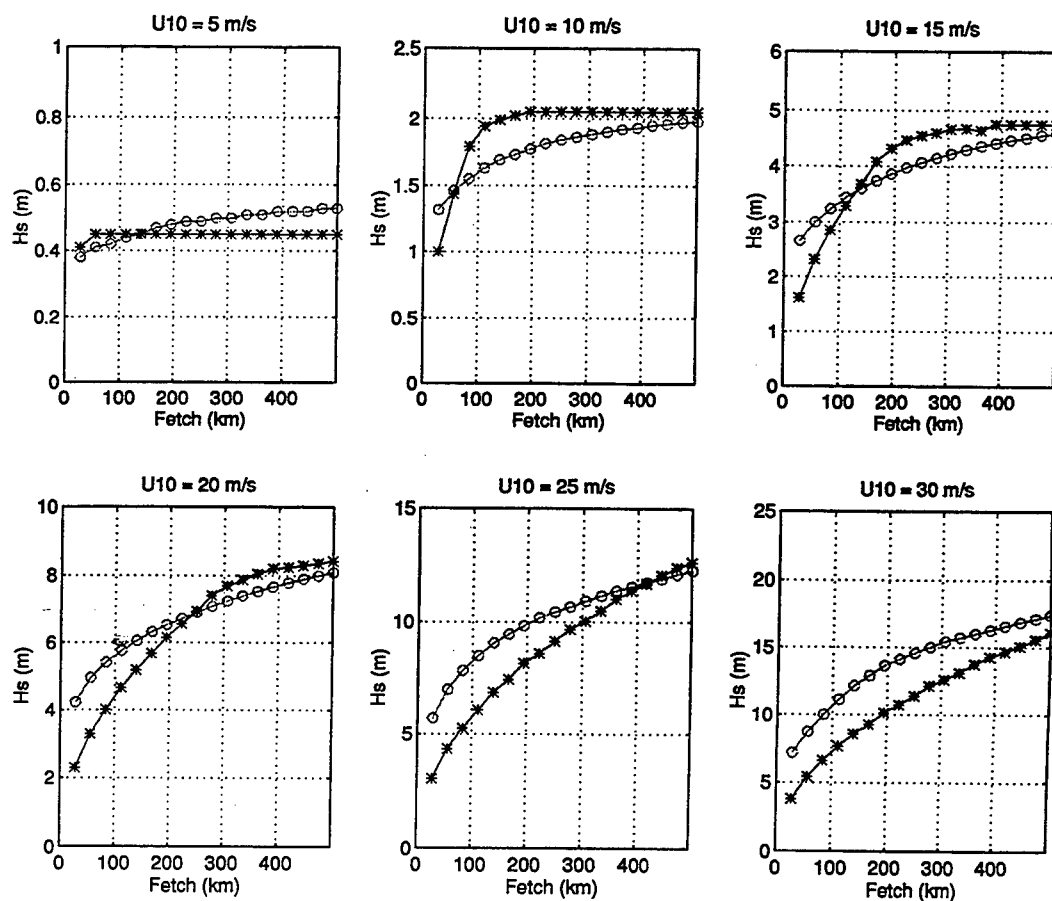 U10 = 5 m/s
1
0.8
0.6
0.4
0.2
0
Hs (m)
0 100 200 300 400
Fetch (km)
U10 = 10 m/s
2.5
2
1.5
1
0.5
0
Hs (m)
0 100 200 300 400
Fetch (km)
U10 = 15 m/s
6
5
4
3
2
1
0
Hs (m)
0 100 200 300 400
Fetch (km)
U10 = 20 m/s
10
8
6
4
2
0
Hs (m)
0 100 200 300 400
Fetch (km)
U10 = 25 m/s
15
10
5
0
Hs (m)
0 100 200 300 400
Fetch (km)
U10 = 30 m/s
25
20
15
10
5
0
Hs (m)
0 100 200 300 400
Fetch (km)